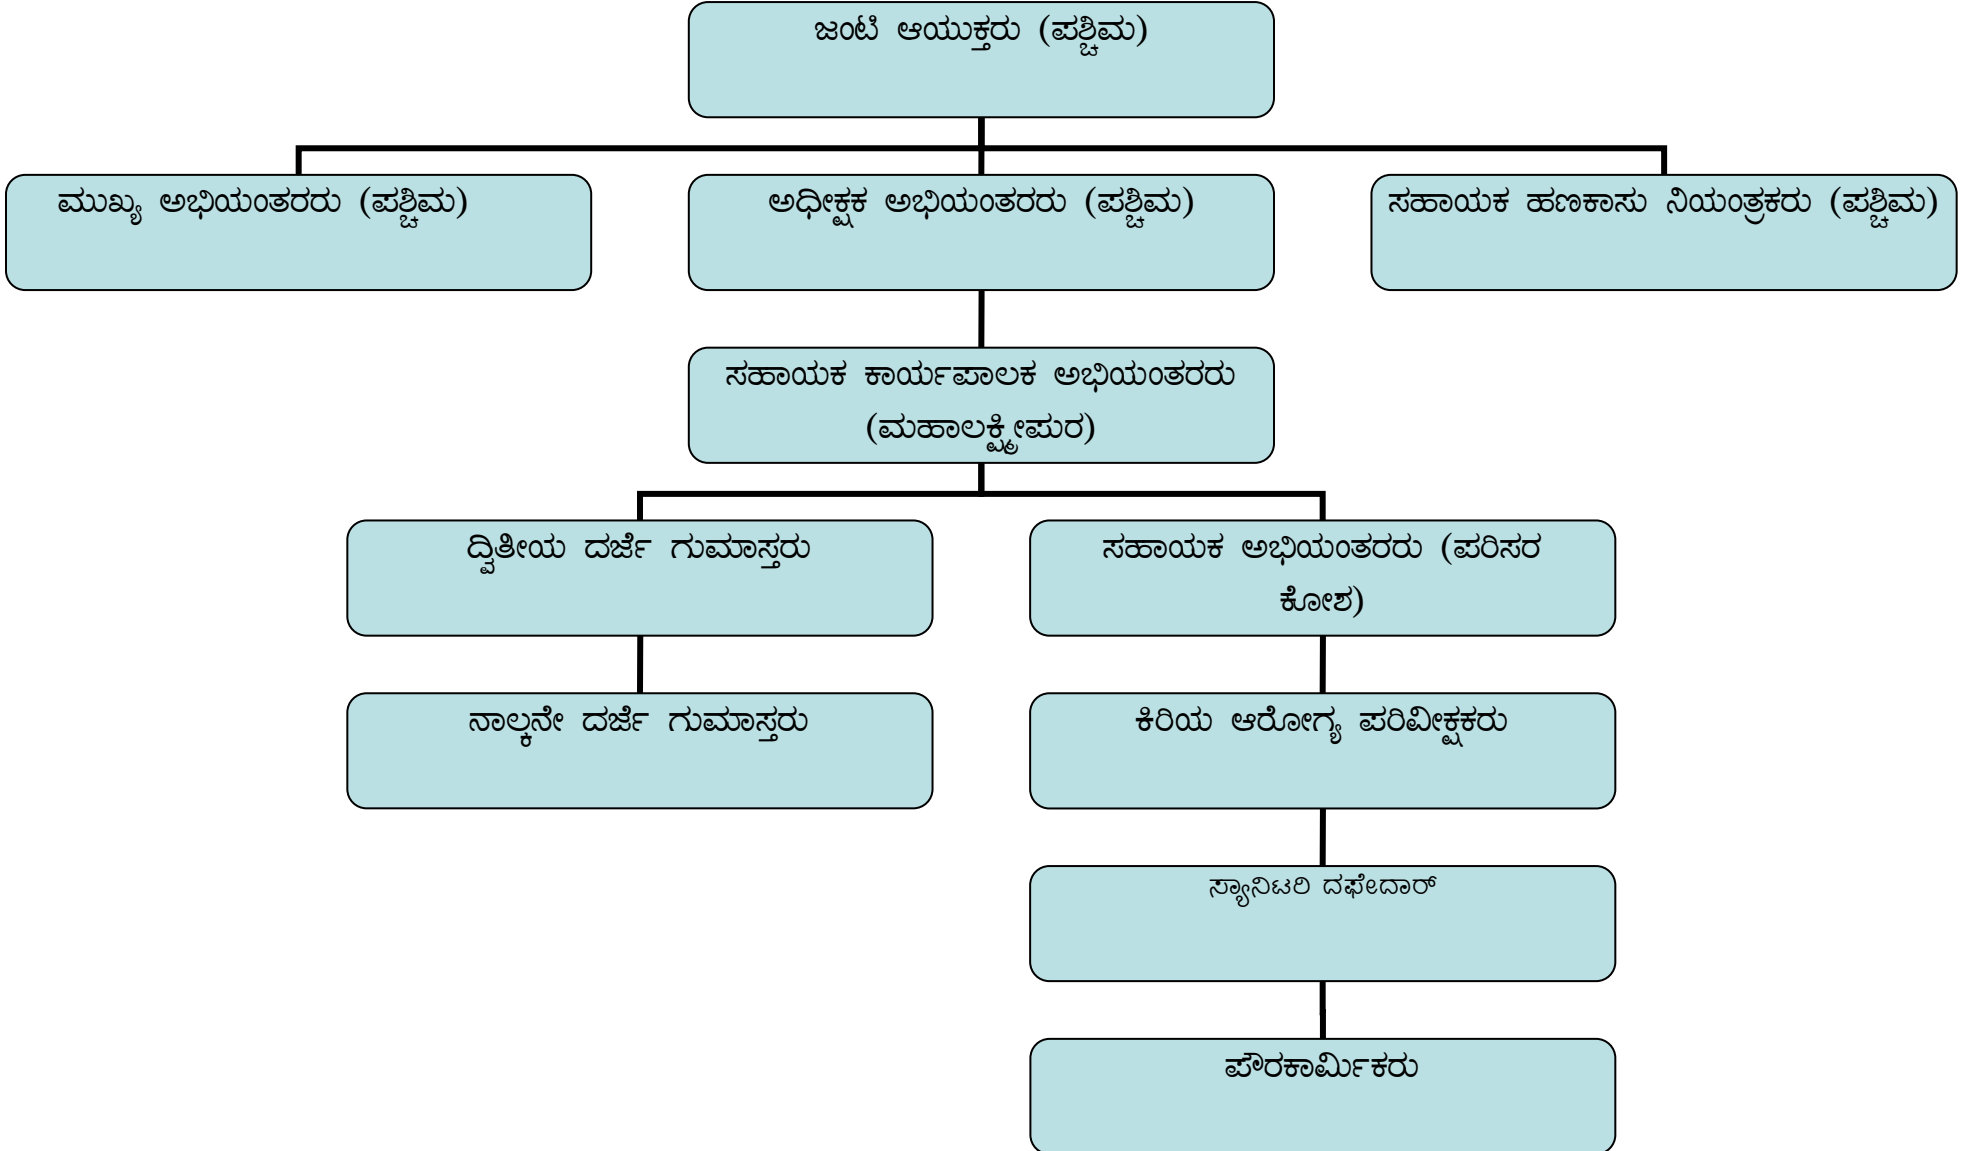 ಜಂಟಿ ಆಯುಕ್ತರು (ಪಶ್ಚಿಮ)
ಮುಖ್ಯ ಅಭಿಯಂತರರು (ಪಶ್ಚಿಮ)
ಅಧೀಕ್ಷಕ ಅಭಿಯಂತರರು (ಪಶ್ಚಿಮ)
ಸಹಾಯಕ ಹಣಕಾಸು ನಿಯಂತ್ರಕರು (ಪಶ್ಚಿಮ)
ಸಹಾಯಕ ಕಾರ್ಯಪಾಲಕ ಅಭಿಯಂತರರು
(ಮಹಾಲಕ್ಷ್ಮೀಪುರ)
ದ್ವಿತೀಯ ದರ್ಜೆ ಗುಮಾಸ್ತರು
ಸಹಾಯಕ ಅಭಿಯಂತರರು (ಪರಿಸರ
ಕೋಶ)
ನಾಲ್ಕನೇ ದರ್ಜೆ ಗುಮಾಸ್ತರು
ಕಿರಿಯ ಆರೋಗ್ಯ ಪರಿವೀಕ್ಷಕರು
ಸ್ಯಾನಿಟರಿ ದಫೇದಾರ್
ಪೌರಕಾರ್ಮಿಕರು